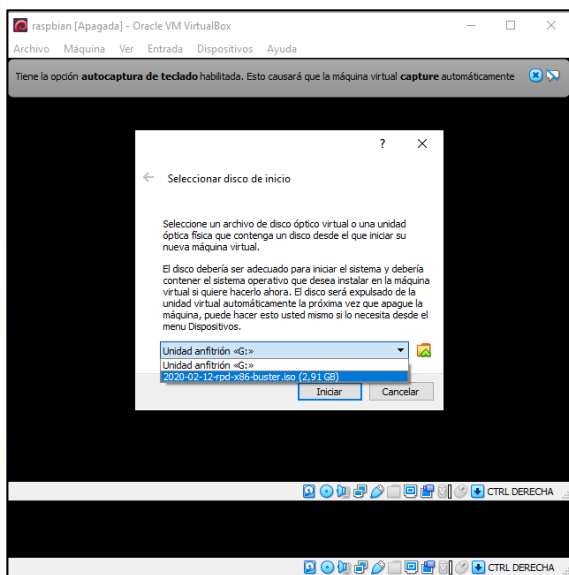 raspbian [Apagada] - Oracle VM VirtualBox
Archivo Máquina Ver Entrada Dispositivos Ayuda
Tiene la opción autocaptura de teclado habilitada. Esto causará que la máquina virtual capture automáticamente
?
Seleccionar disco de inicio
Seleccione un archivo de disco óptico virtual o una unidad
óptica física que contenga un disco desde el que iniciar su
nueva máquina virtual.
El disco debería ser adecuado para iniciar el sistema y debería
contener el sistema operativo que desea instalar en la máquina
virtual si quiere hacerlo ahora. El disco será expulsado de la
unidad virtual automáticamente la próxima vez que apague la
máquina, puede hacer esto usted mismo si lo necesita desde el
menu Dispositivos.
Unidad anfitrión «G:»
Unidad anfitrión «G:»
2020-02-12-rpd-x86-buster.iso (2,91 GB)
Iniciar Cancelar
CTRL DERECHA
CTRL DERECHA